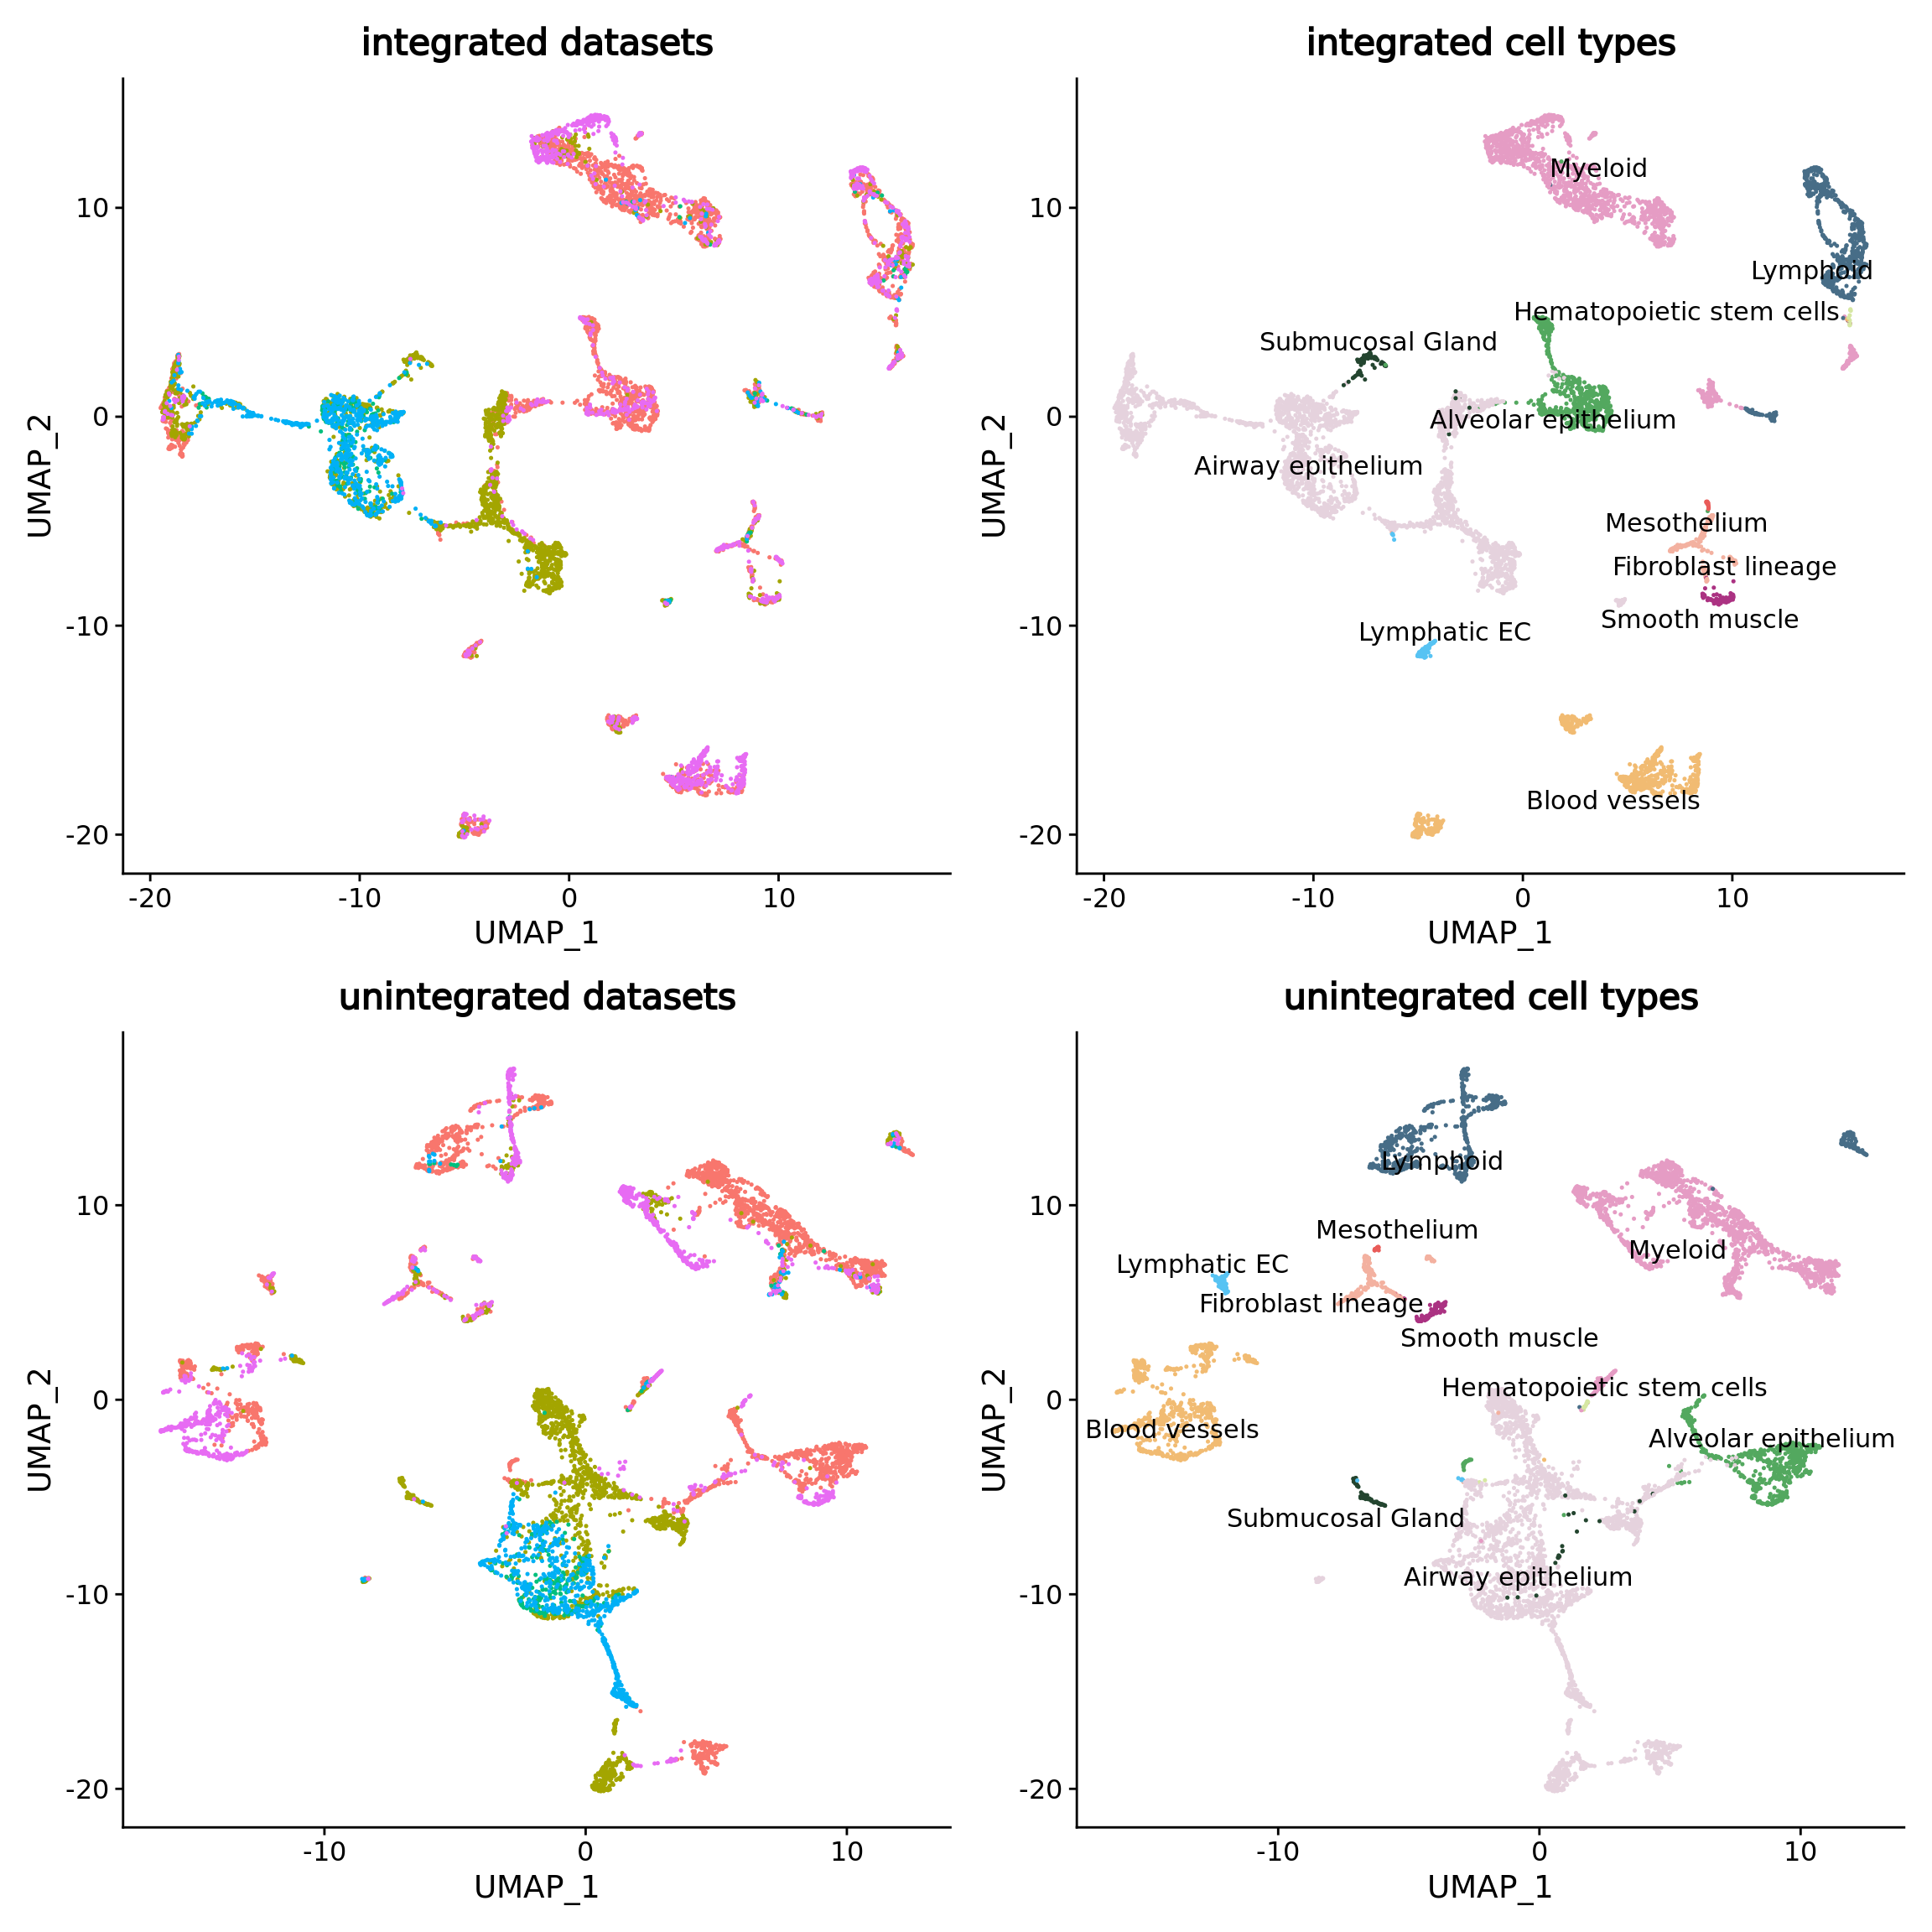 integrated datasets
UMAP_2
10
0
-10
-20
-20
-10
0
10
UMAP_1
integrated cell types
UMAP_2
10
0
-10
-20
Myeloid
Lymphoid
Hematopoietic stem cells
Submucosal Gland
Alveolar epithelium
Airway epithelium
Mesothelium
Fibroblast lineage
Smooth muscle
Lymphatic EC
Blood vessels
-20
-10
0
10
UMAP_1
unintegrated datasets
UMAP_2
10
0
-10
-20
-10
0
10
UMAP_1
unintegrated cell types
UMAP_2
10
0
-10
-20
Lymphoid
Mesothelium
Myeloid
Lymphatic EC
Fibroblast lineage
Smooth muscle
Hematopoietic stem cells
Blood vessels
Alveolar epithelium
Submucosal Gland
Airway epithelium
-10
0
10
UMAP_1